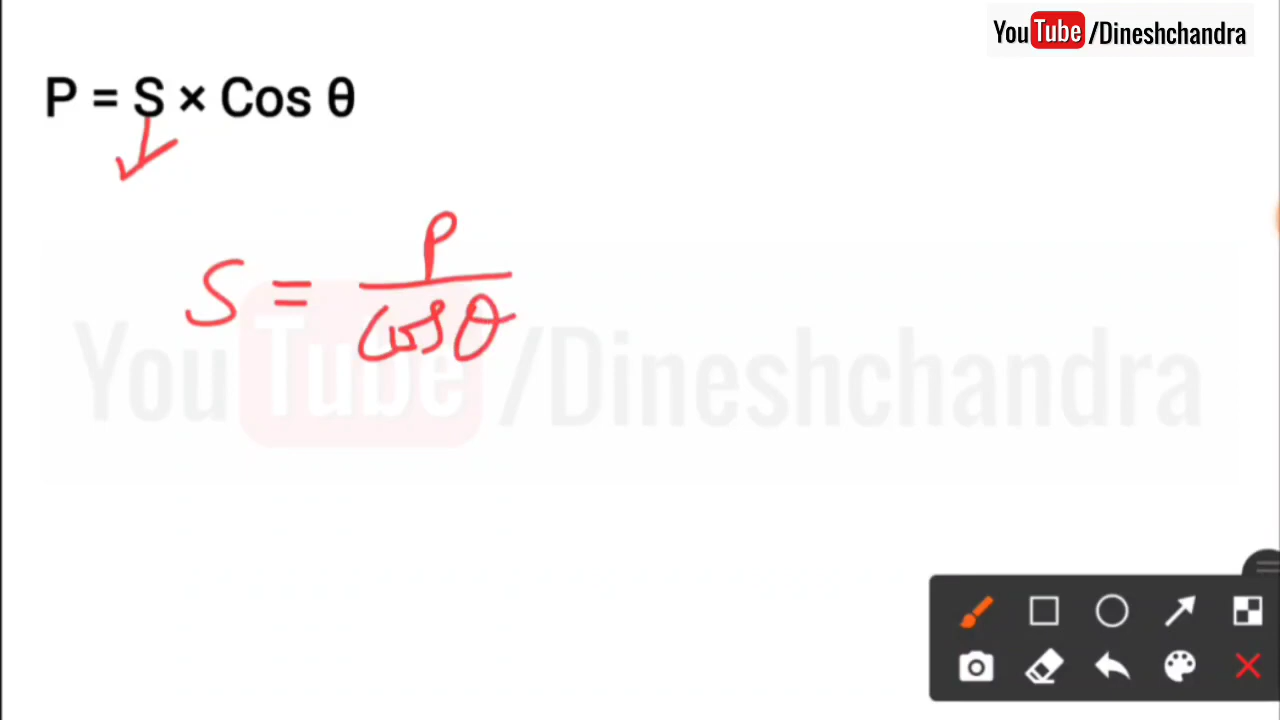 YouTube/Dineshchandra
P = S × Cos θ
S = P
cosθ
YouTube/Dineshchandra